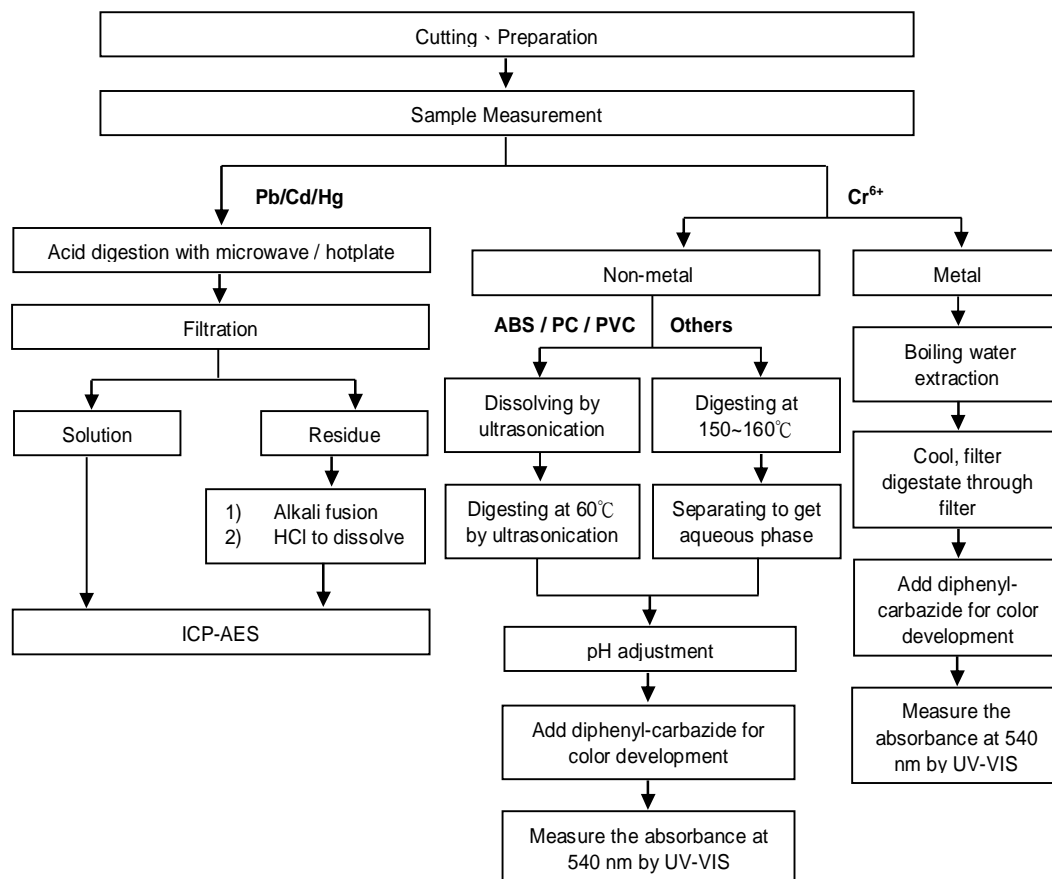 Cutting、Preparation
Sample Measurement
Pb/Cd/Hg
Cr⁶⁺
Acid digestion with microwave / hotplate
Non-metal
Metal
Filtration
ABS / PC / PVC
Others
Boiling water
extraction
Solution
Residue
Dissolving by
ultrasonication
Digesting at
150~160℃
Cool, filter
digestate through
filter
1) Alkali fusion
2) HCl to dissolve
Digesting at 60℃
by ultrasonication
Separating to get
aqueous phase
Add diphenyl-
carbazide for color
development
ICP-AES
pH adjustment
Measure the
absorbance at 540
nm by UV-VIS
Add diphenyl-carbazide for
color development
Measure the absorbance at
540 nm by UV-VIS